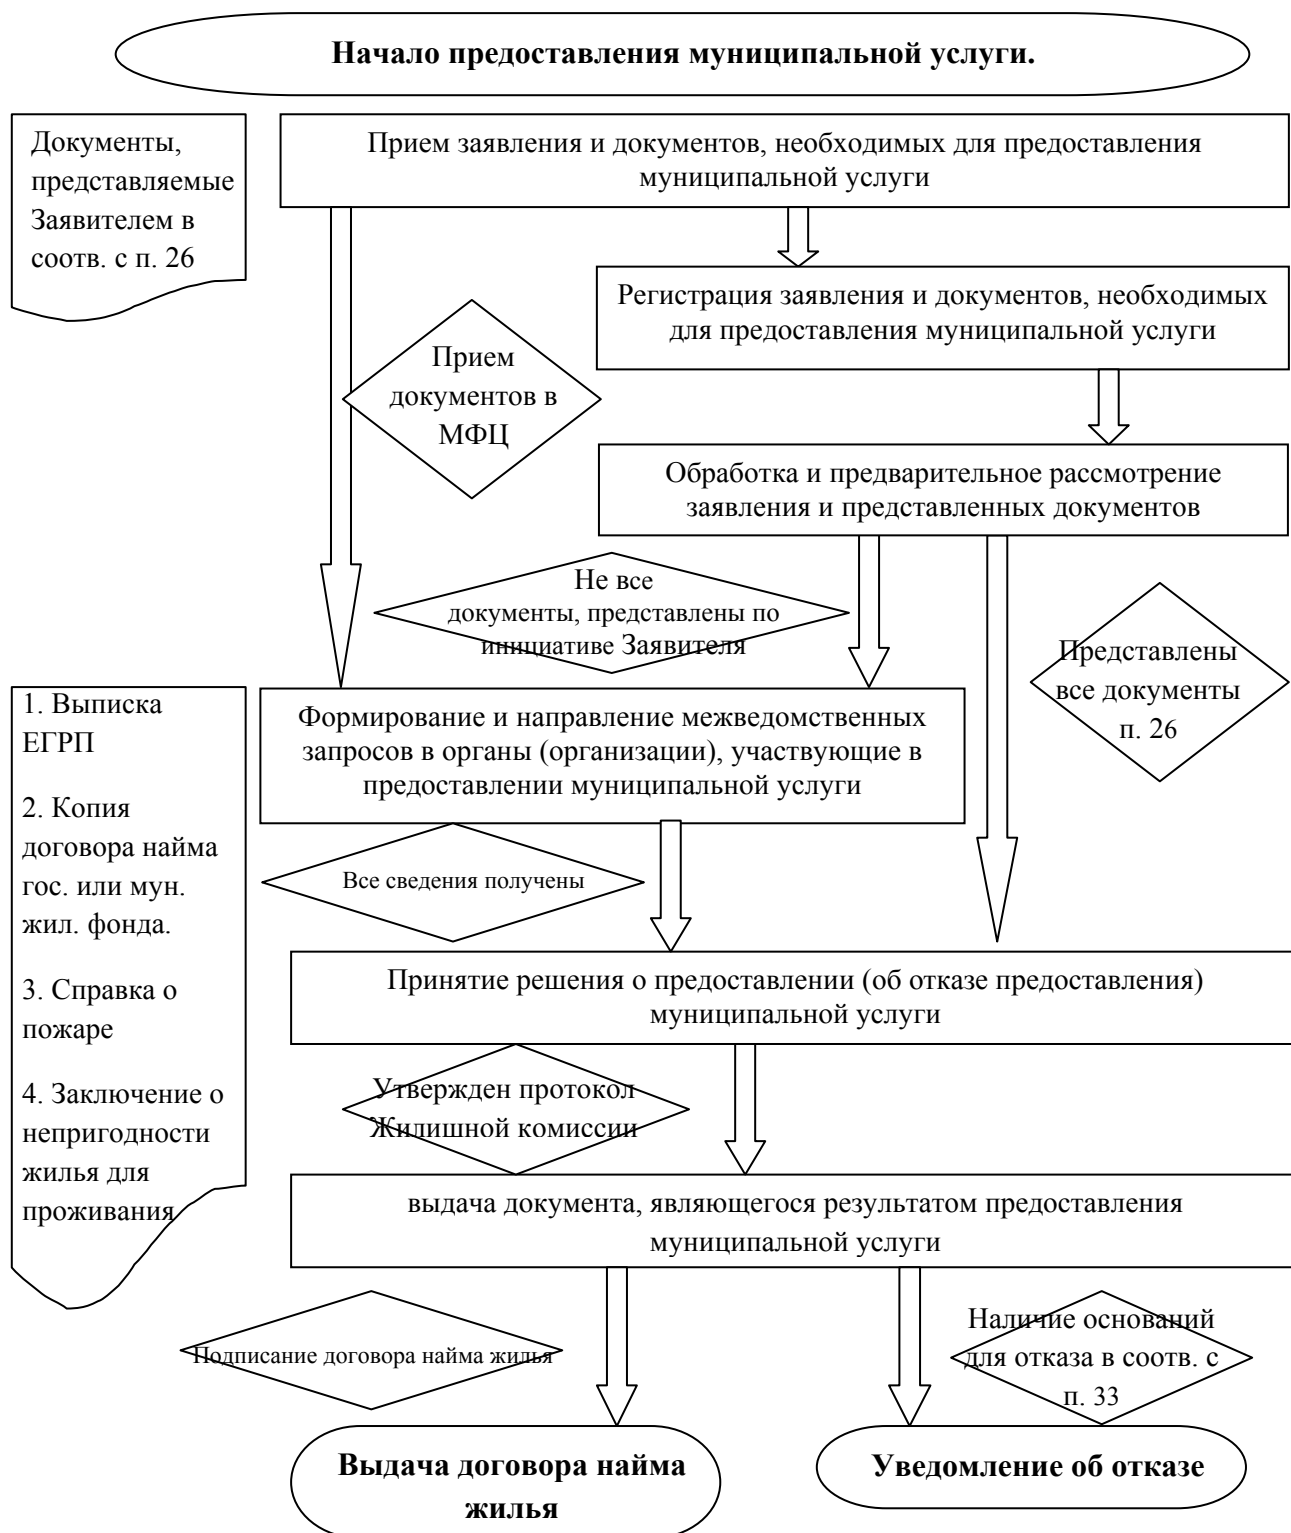 Начало предоставления муниципальной услуги.
Документы,
представляемые
Заявителем в
соотв. с п. 26
Прием заявления и документов, необходимых для предоставления
муниципальной услуги
Регистрация заявления и документов, необходимых
для предоставления муниципальной услуги
Прием
документов в
МФЦ
Обработка и предварительное рассмотрение
заявления и представленных документов
Не все
документы, представлены по
инициативе Заявителя
Представлены
все документы
п. 26
1. Выписка
ЕГРП
2. Копия
договора найма
гос. или мун.
жил. фонда.
3. Справка о
пожаре
4. Заключение о
непригодности
жилья для
проживания
Формирование и направление межведомственных
запросов в органы (организации), участвующие в
предоставлении муниципальной услуги
Все сведения получены
Принятие решения о предоставлении (об отказе предоставления)
муниципальной услуги
Утвержден протокол
Жилишной комиссии
выдача документа, являющегося результатом предоставления
муниципальной услуги
Подписание договора найма жилья
Наличие оснований
для отказа в соотв. с
п. 33
Выдача договора найма
жилья
Уведомление об отказе